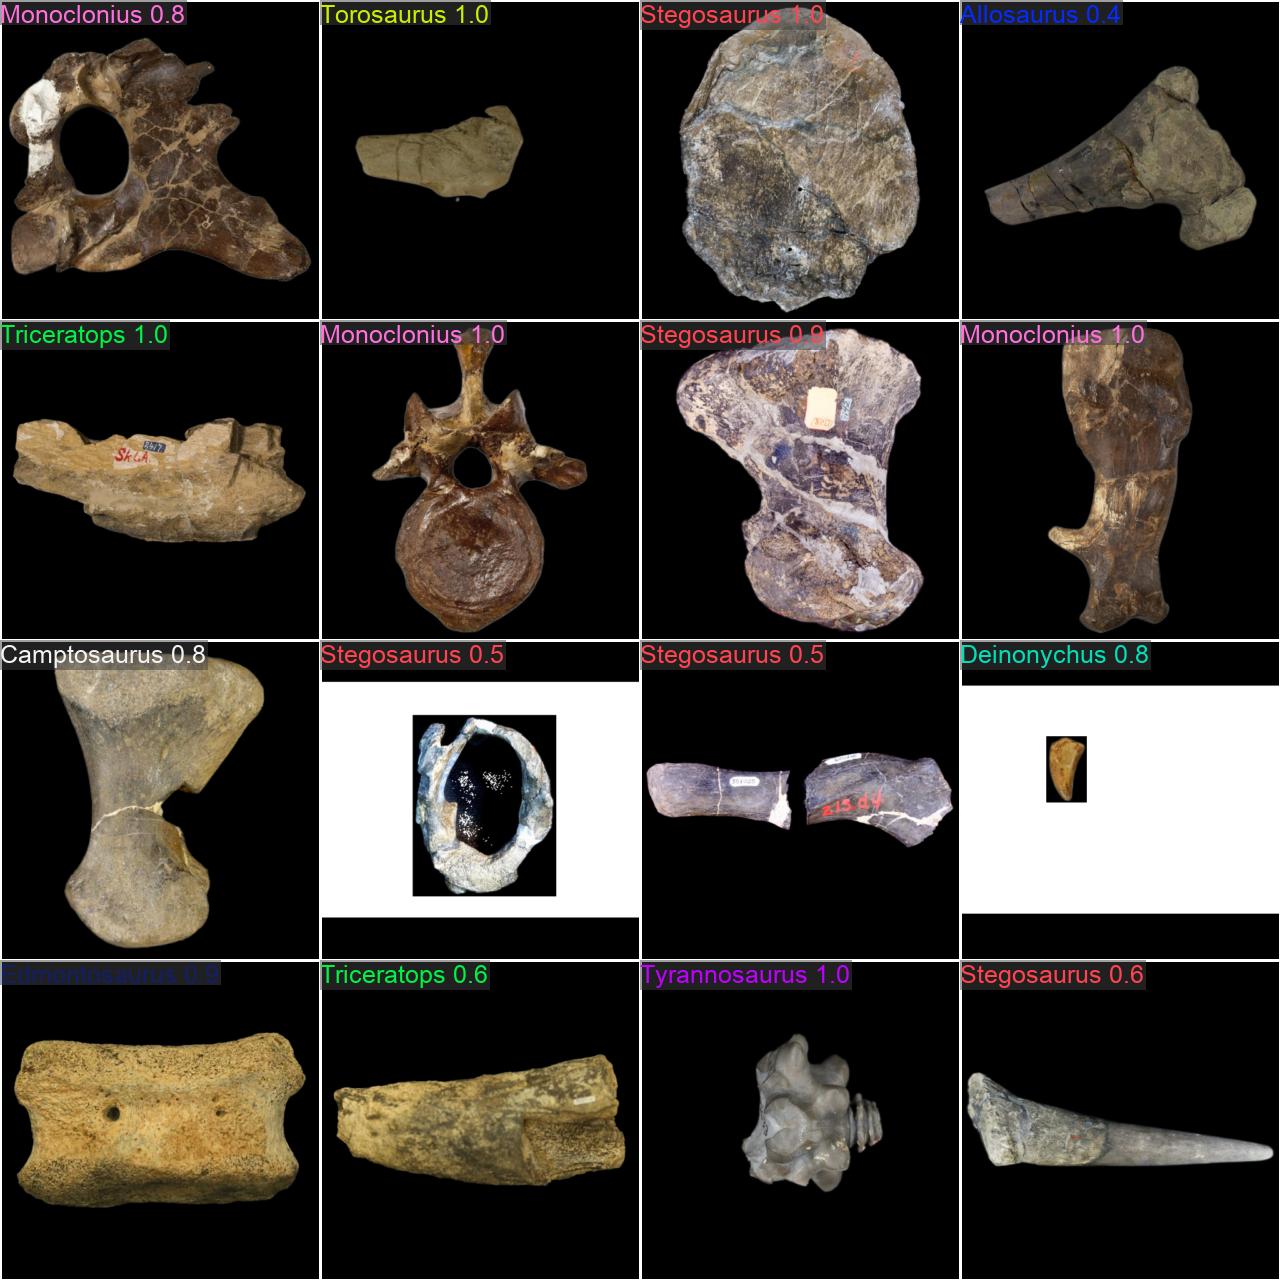 Monoclonius 0.8
Torosaurus 1.0
Stegosaurus 1.0
Allosaurus 0.4
Triceratops 1.0
Monoclonius 1.0
Stegosaurus 0.9
Monoclonius 1.0
SKLA.
Camptosaurus 0.8
Stegosaurus 0.5
Stegosaurus 0.5
Deinonychus 0.8
Edmontosaurus 0.9
Triceratops 0.6
Tyrannosaurus 1.0
Stegosaurus 0.6